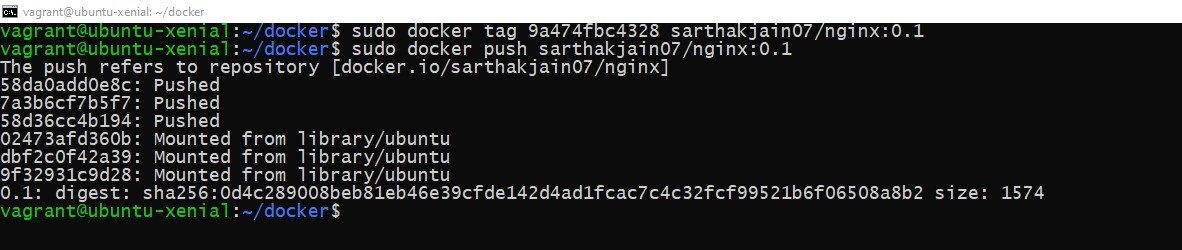 vagrant@ubuntu-xenial: ~/docker
vagrant@ubuntu-xenial:~/docker$ sudo docker tag 9a474fbc4328 sarthakjain07/nginx:0.1
vagrant@ubuntu-xenial:~/docker$ sudo docker push sarthakjain07/nginx:0.1
The push refers to repository [docker.io/sarthakjain07/nginx]
58da0add0e8c: Pushed
7a3b6cf7b5f7: Pushed
58d36cc4b194: Pushed
02473afd360b: Mounted from library/ubuntu
dbf2c0f42a39: Mounted from library/ubuntu
9f32931c9d28: Mounted from library/ubuntu
0.1: digest: sha256:0d4c289008beb81eb46e39cfde142d4ad1fcac7c4c32fcf99521b6f06508a8b2 size: 1574
vagrant@ubuntu-xenial:~/docker$